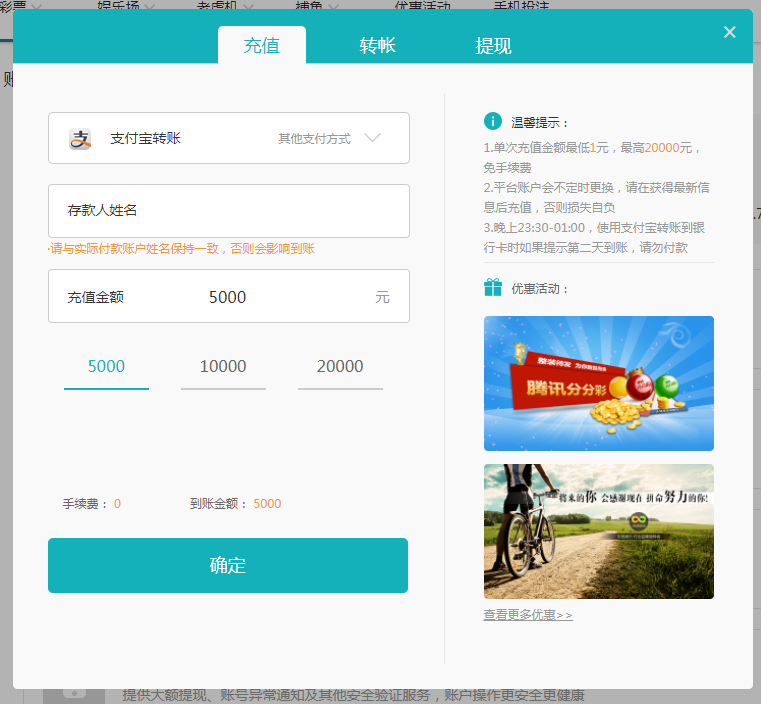 彩票
娱乐场
老虎机
捕鱼
优惠活动
手机投注
充值
转帐
提现
账
支付宝转账
其他支付方式
存款人姓名
·请与实际付款账户姓名保持一致，否则会影响到账
充值金额 5000 元
5000
10000
20000
手续费： 0
到账金额： 5000
确定
温馨提示：
1.单次充值金额最低1元，最高20000元，
免手续费
2.平台账户会不定时更换，请在获得最新信
息后充值，否则损失自负
3.晚上23:30-01:00，使用支付宝转账到银
行卡时如果提示第二天到账，请勿付款
优惠活动：
整装待发
腾讯分分彩
将来的你 会感谢现在 拼命努力的你!
查看更多优惠>>
提供大额提现、账号异常通知及其他安全验证服务，账户操作更安全更健康